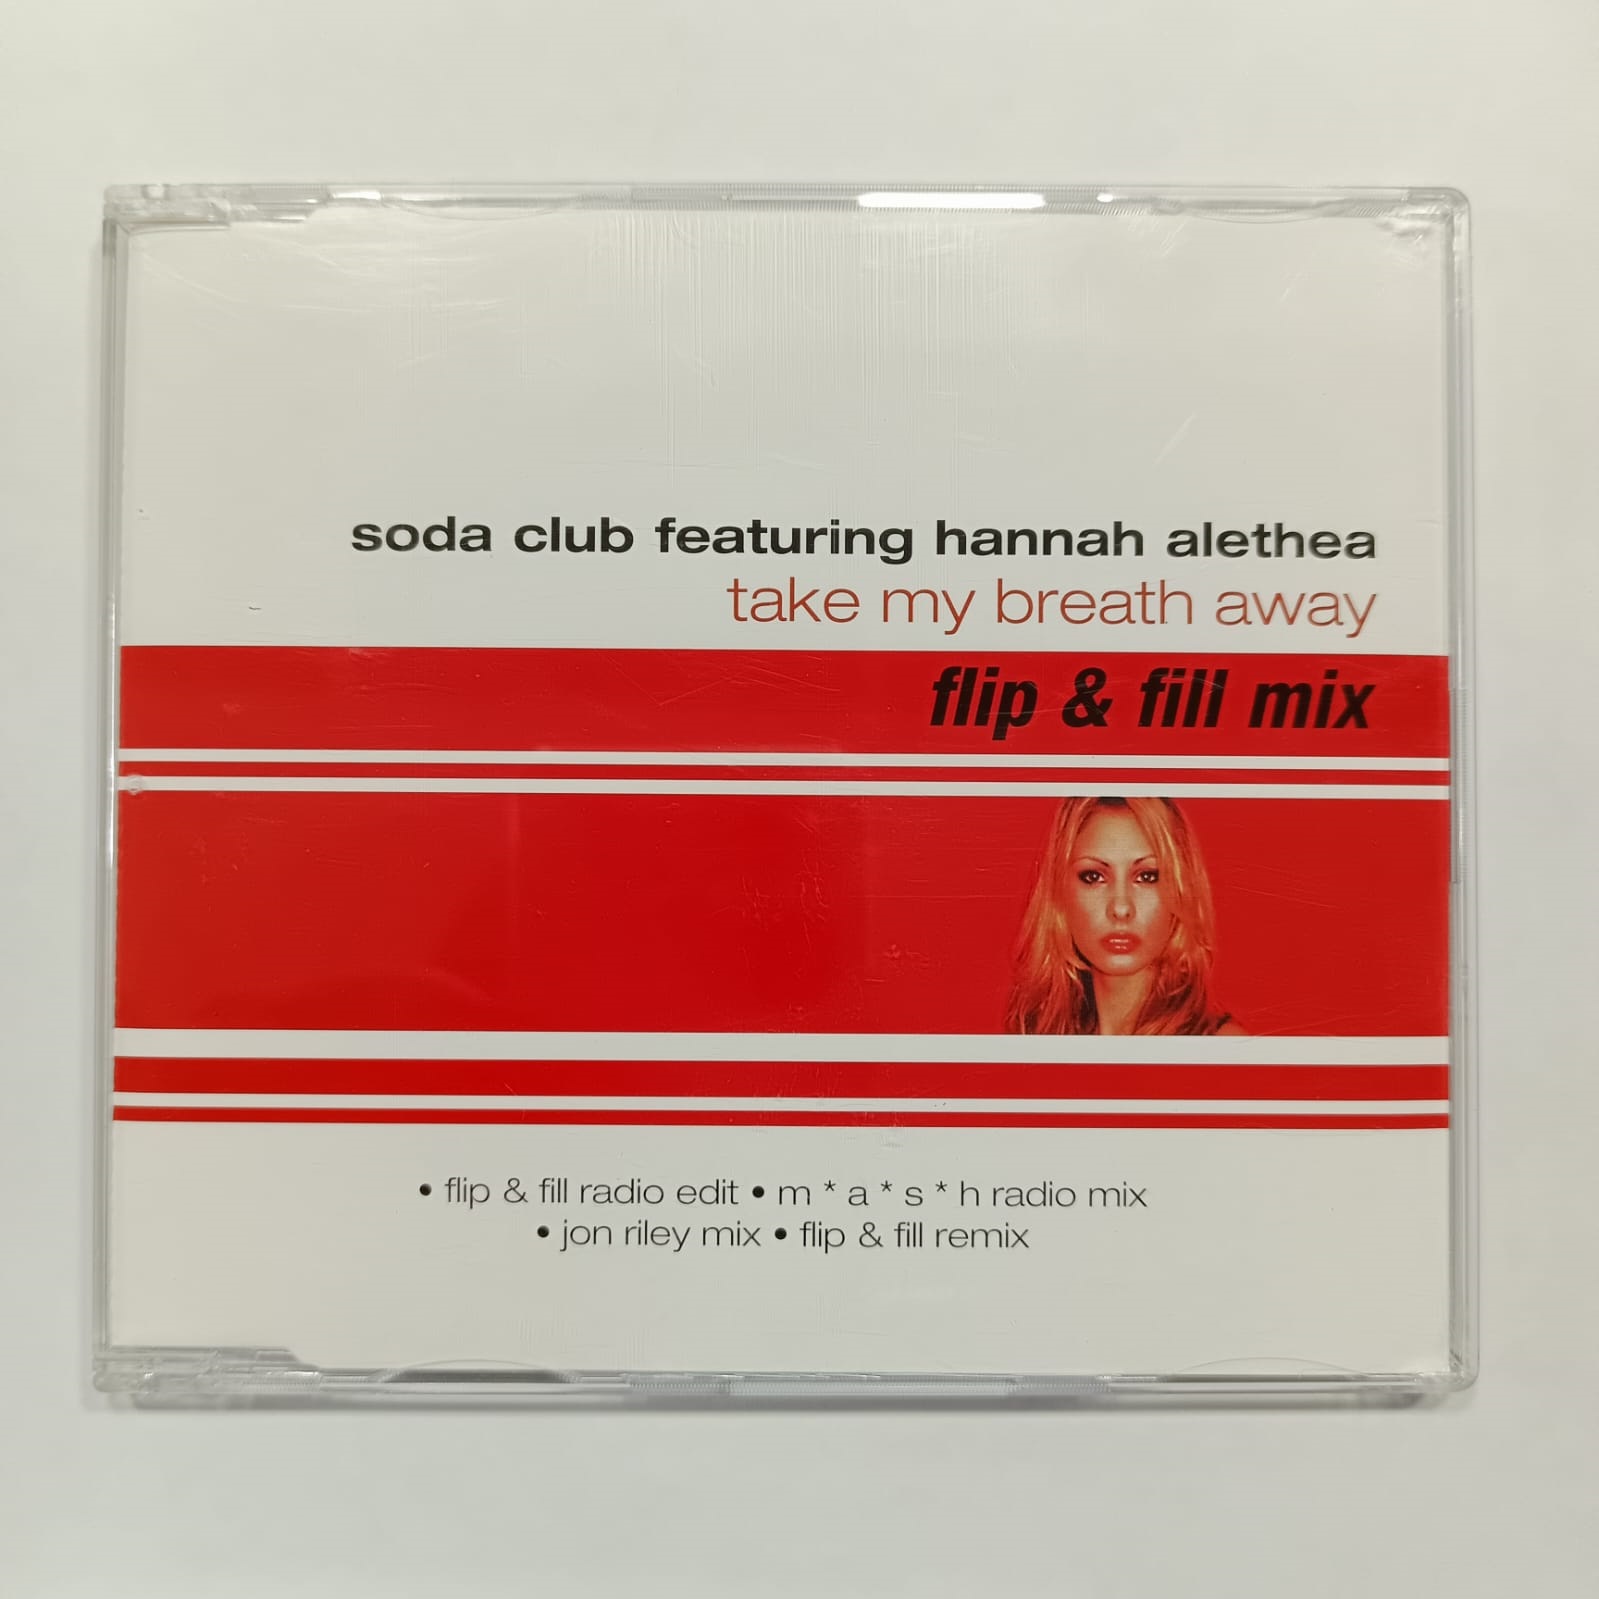 soda club featuring hannah alethea
take my breath away
flip & fill mix
• flip & fill radio edit • m * a * s * h radio mix
• jon riley mix • flip & fill remix